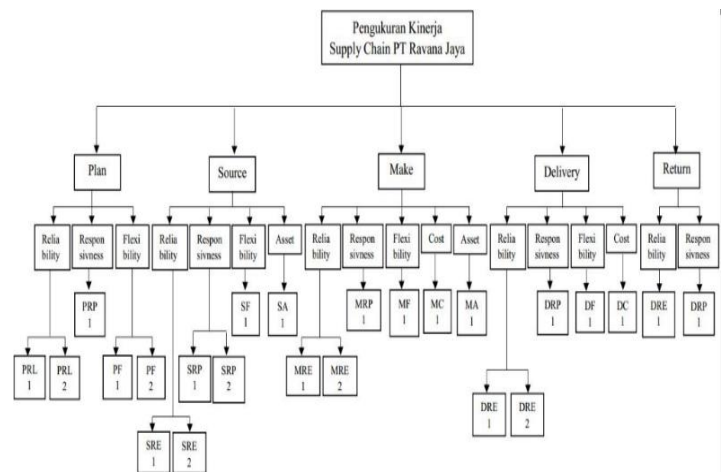 Pengukuran Kinerja
Supply Chain PT Ravana Jaya
Plan
Source
Make
Delivery
Return
Relia
bility
Respon
sivness
Flexi
bility
Relia
bility
Respon
sivness
Flexi
bility
Asset
Relia
bility
Respon
sivness
Flexi
bility
Cost
Asset
Relia
bility
Respon
sivness
Flexi
bility
Cost
Relia
bility
Respon
sivness
PRP
1
SF
1
SA
1
MRP
1
MF
1
MC
1
MA
1
DRP
1
DF
1
DC
1
DRE
1
DRP
1
PRL
1
PRL
2
PF
1
PF
2
SRP
1
SRP
2
MRE
1
MRE
2
DRE
1
DRE
2
SRE
1
SRE
2